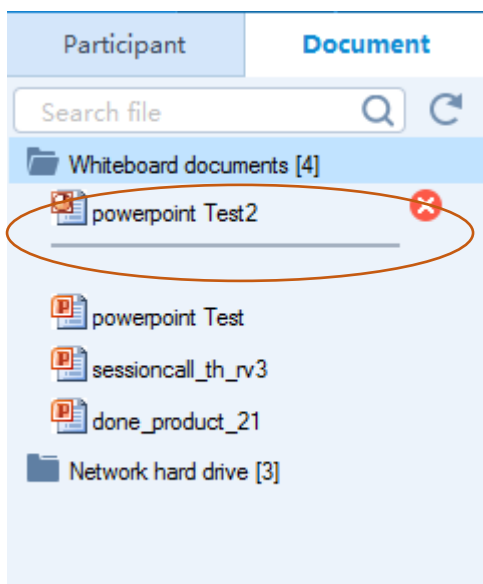 Participant Document
Search file
Whiteboard documents [4]
powerpoint Test2
powerpoint Test
sessioncall_th_rv3
done_product_21
Network hard drive [3]